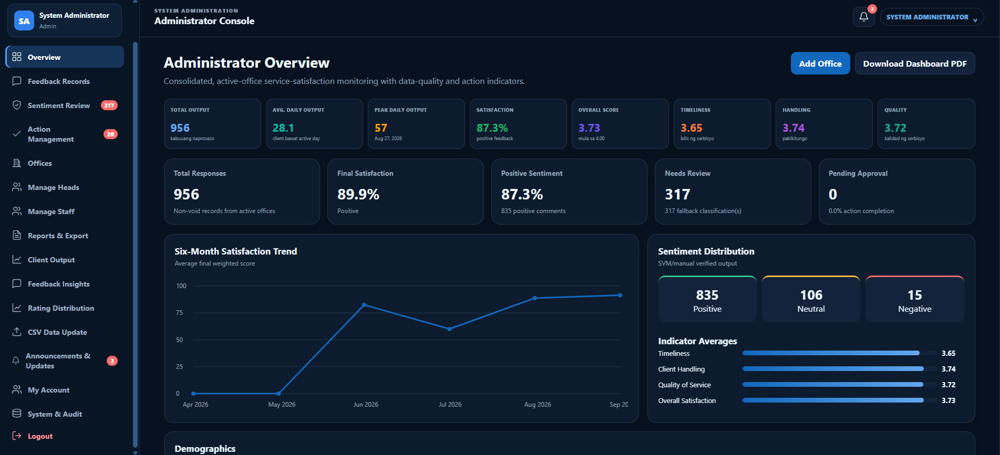 SA
System Administrator
Admin
Overview
Feedback Records
Sentiment Review 317
Action
Management 20
Offices
Manage Heads
Manage Staff
Reports & Export
Client Output
Feedback Insights
Rating Distribution
CSV Data Update
Announcements &
Updates 2
My Account
System & Audit
Logout
SYSTEM ADMINISTRATION
Administrator Console
2
SYSTEM ADMINISTRATOR v
Administrator Overview
Consolidated, active-office service-satisfaction monitoring with data-quality and action indicators.
Add Office
Download Dashboard PDF
TOTAL OUTPUT
956
kabuuang naproseso
AVG. DAILY OUTPUT
28.1
client bawat active day
PEAK DAILY OUTPUT
57
Aug 27, 2026
SATISFACTION
87.3%
positive feedback
OVERALL SCORE
3.73
mula sa 4.00
TIMELINESS
3.65
bilis ng serbisyo
HANDLING
3.74
pakikitungo
QUALITY
3.72
kalidad ng serbisyo
Total Responses
956
Non-void records from active offices
Final Satisfaction
89.9%
Positive
Positive Sentiment
87.3%
835 positive comments
Needs Review
317
317 fallback classification(s)
Pending Approval
0
0.0% action completion
Six-Month Satisfaction Trend
Average final weighted score
100
75
50
25
0
Apr 2026 May 2026 Jun 2026 Jul 2026 Aug 2026 Sep 20
Sentiment Distribution
SVM/manual verified output
835
Positive
106
Neutral
15
Negative
Indicator Averages
Timeliness 3.65
Client Handling 3.74
Quality of Service 3.72
Overall Satisfaction 3.73
Demographics